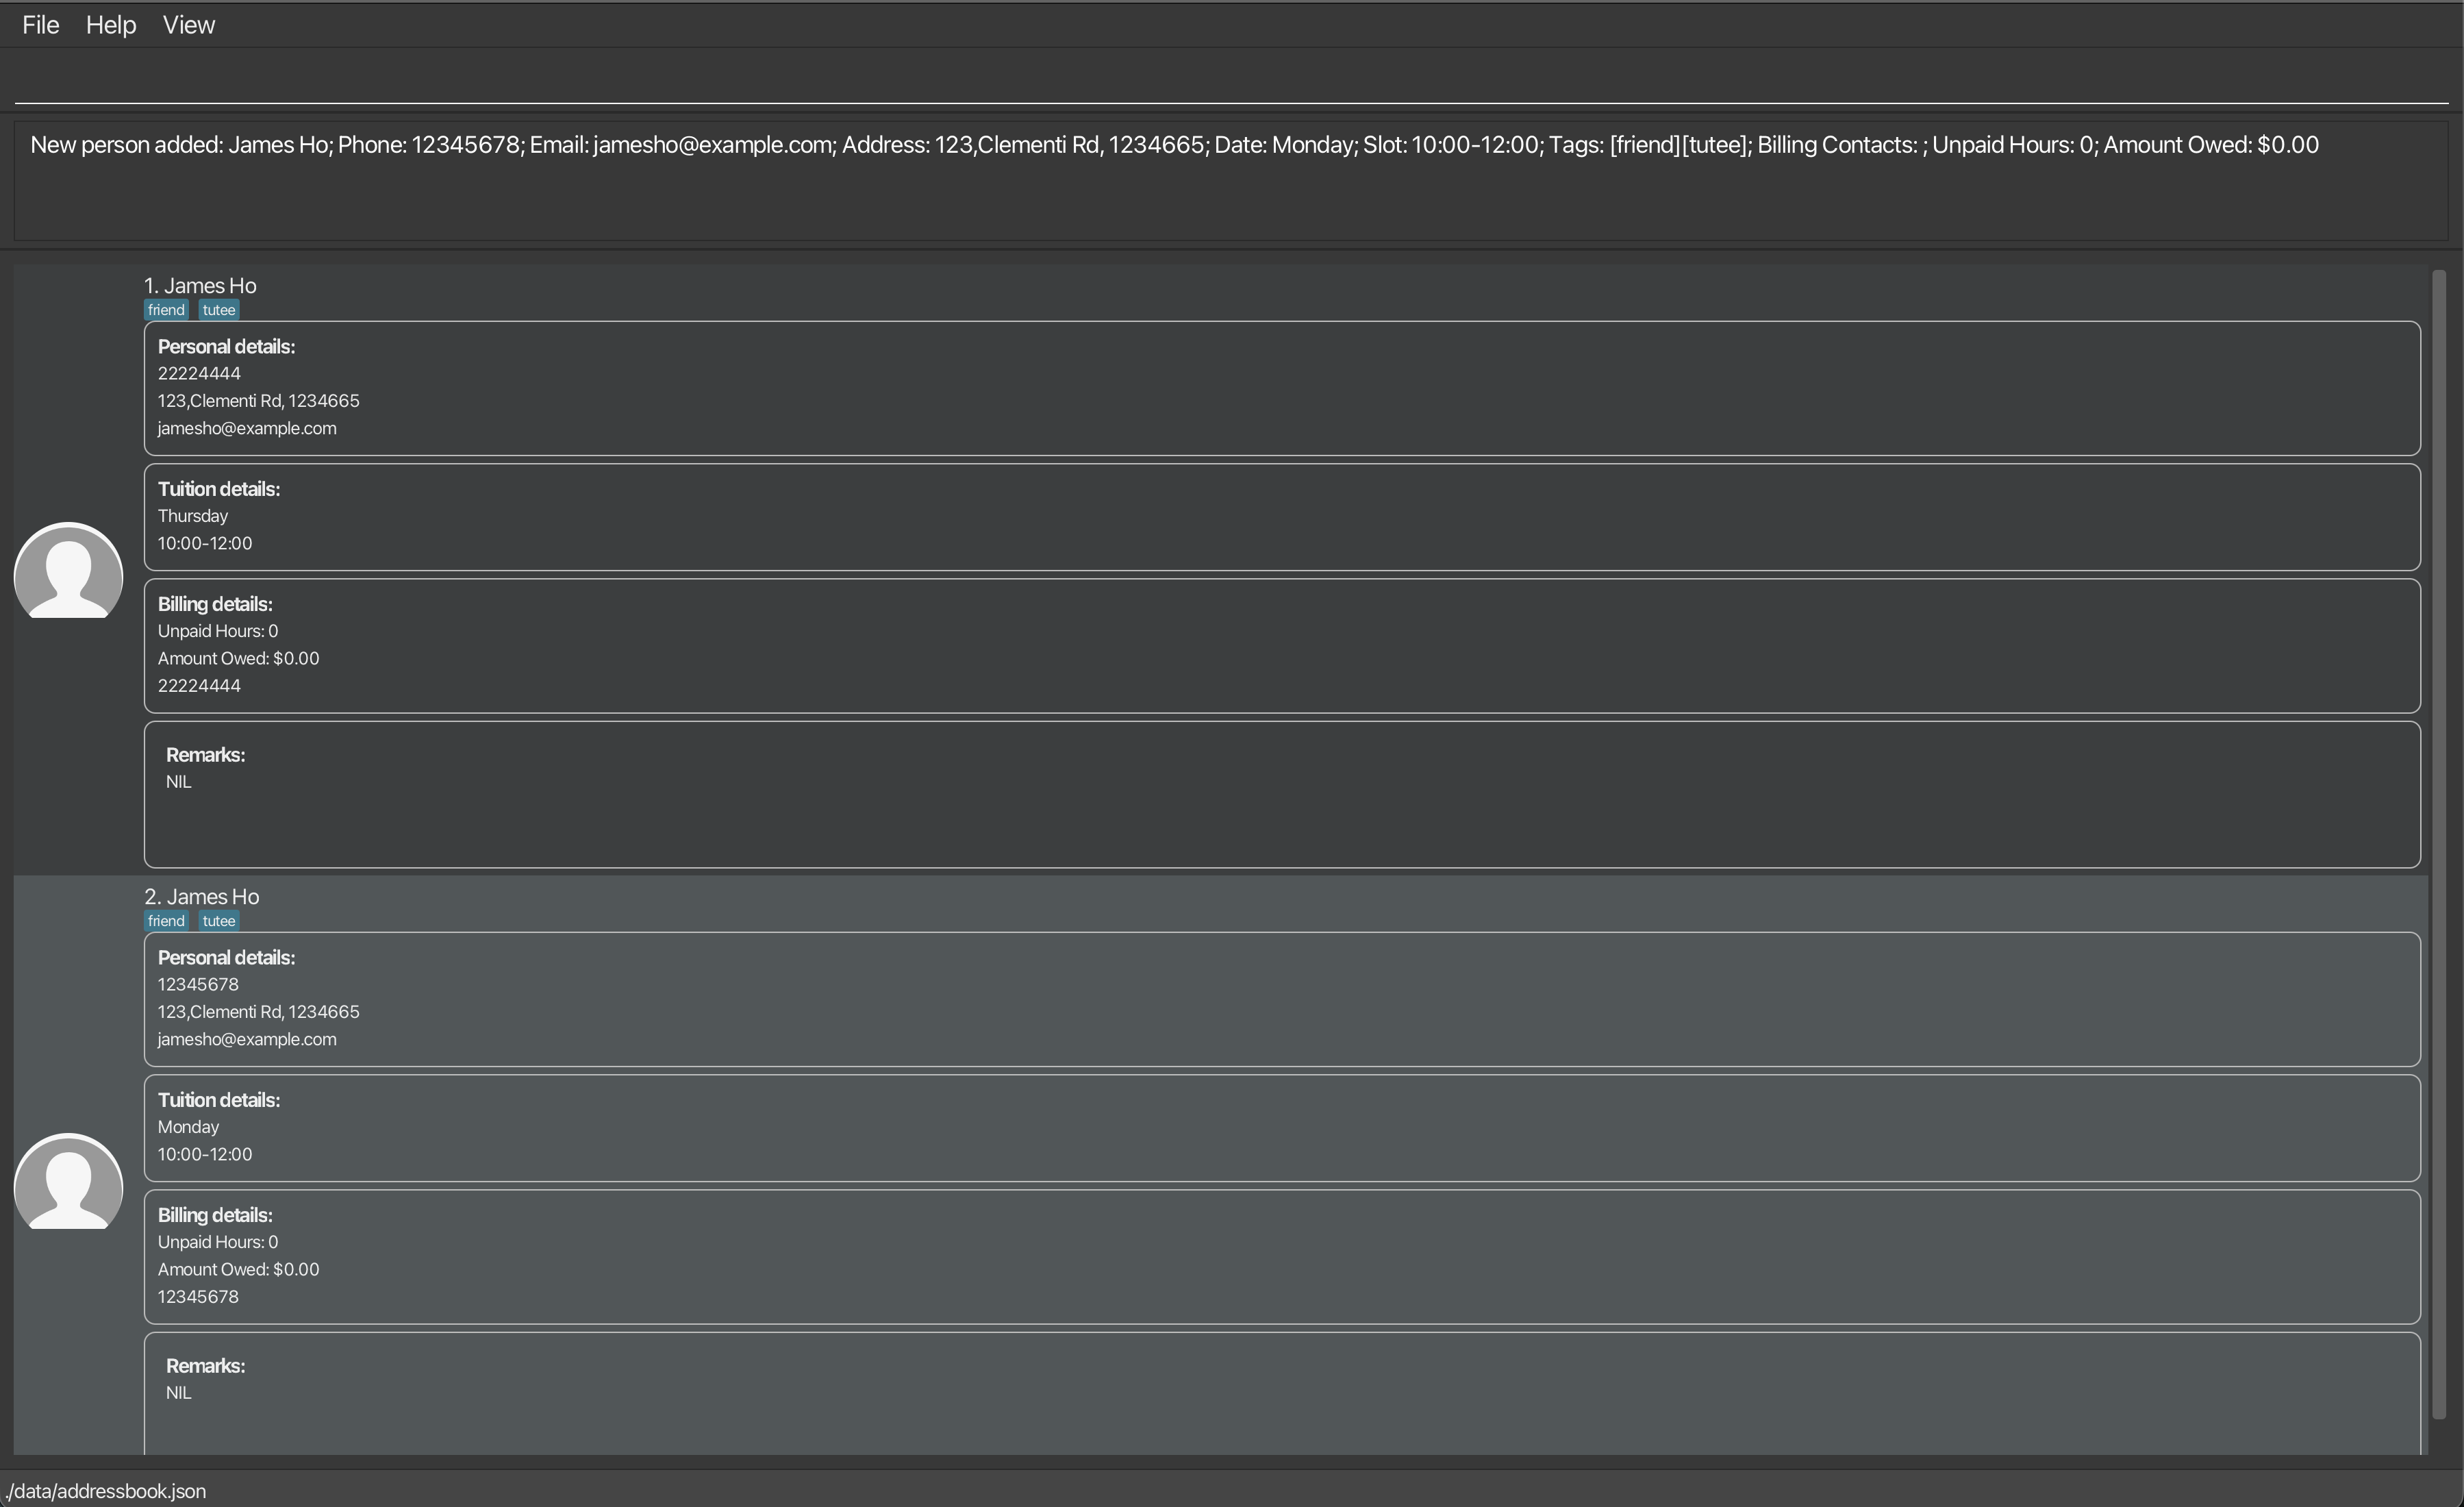 File Help View
New person added: James Ho; Phone: 12345678; Email: jamesho@example.com; Address: 123,Clementi Rd, 1234665; Date: Monday; Slot: 10:00-12:00; Tags: [friend][tutee]; Billing Contacts: ; Unpaid Hours: 0; Amount Owed: $0.00
1. James Ho
friend tutee
Personal details:
22224444
123,Clementi Rd, 1234665
jamesho@example.com
Tuition details:
Thursday
10:00-12:00
Billing details:
Unpaid Hours: 0
Amount Owed: $0.00
22224444
Remarks:
NIL
2. James Ho
friend tutee
Personal details:
12345678
123,Clementi Rd, 1234665
jamesho@example.com
Tuition details:
Monday
10:00-12:00
Billing details:
Unpaid Hours: 0
Amount Owed: $0.00
12345678
Remarks:
NIL
./data/addressbook.json